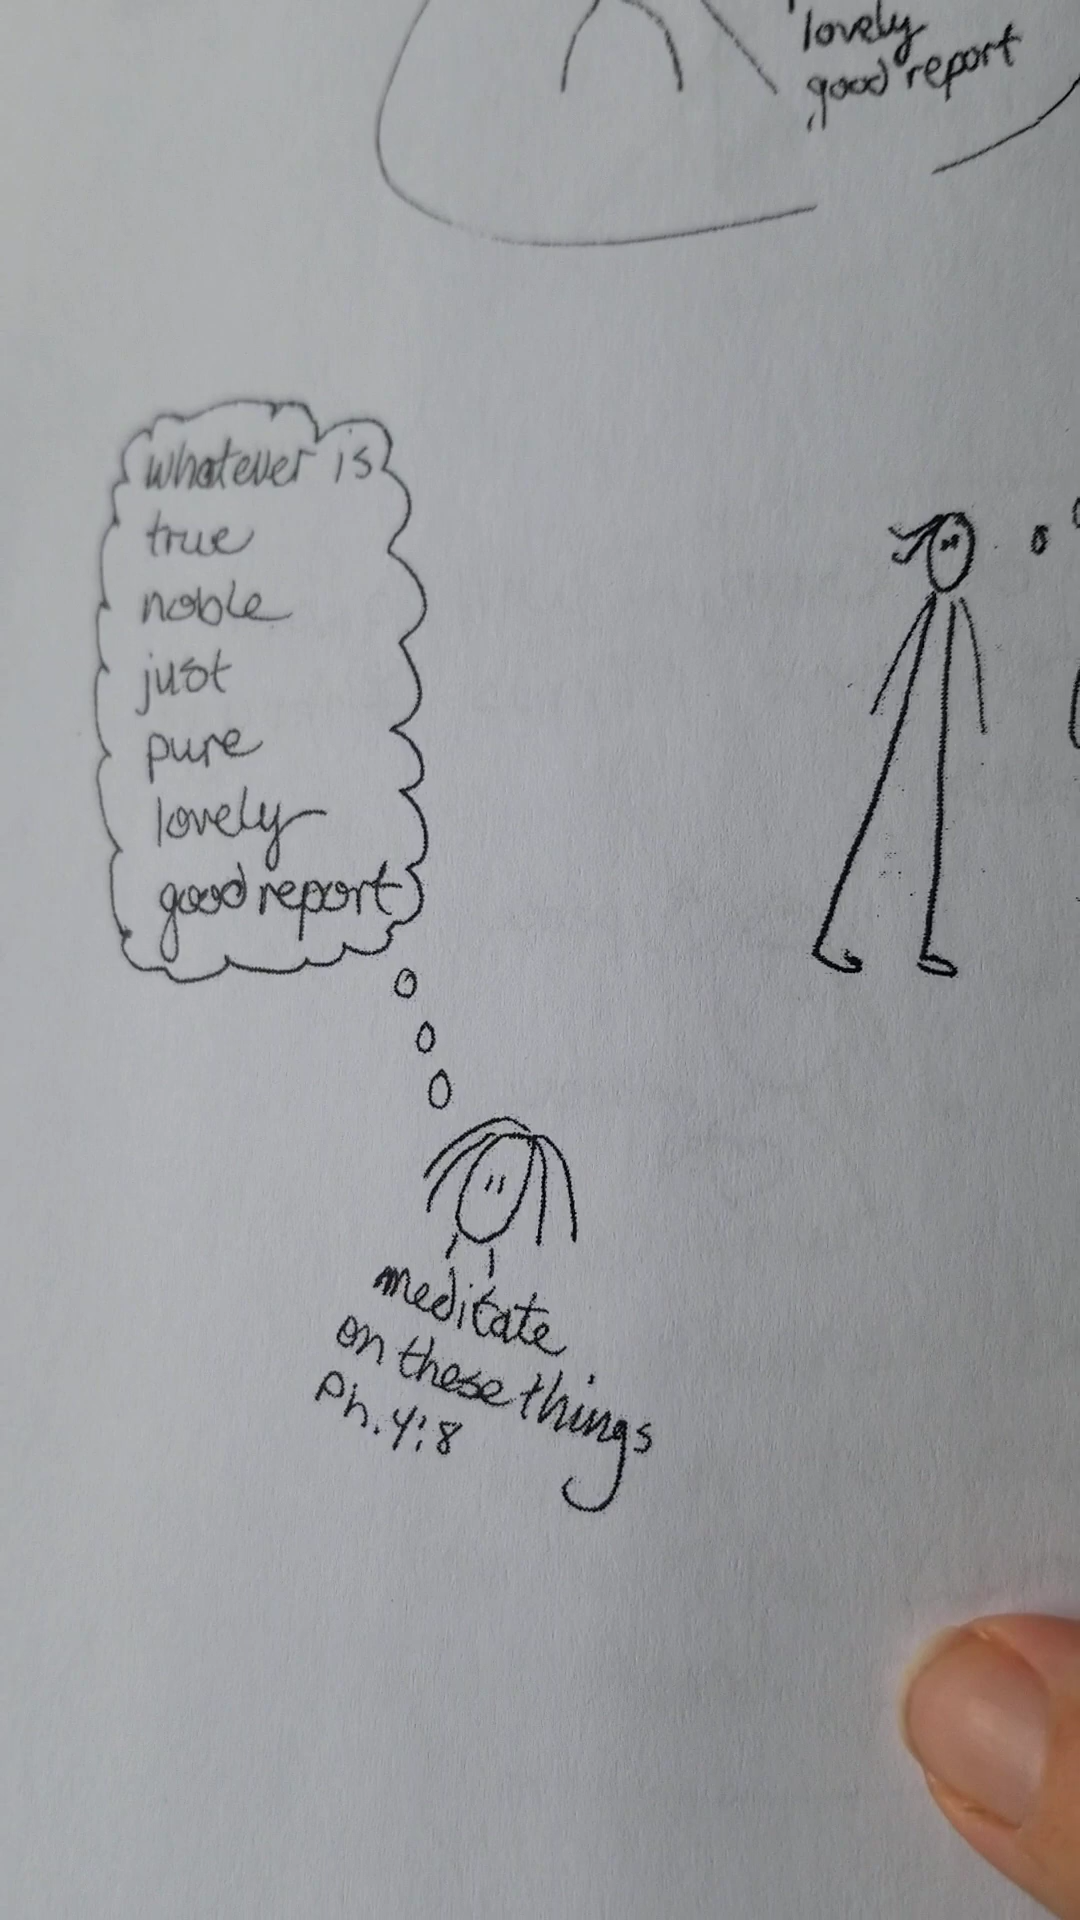 lovely
good report
whatever is
true
noble
just
pure
lovely
good report
meditate
on these things
Ph. 4:8